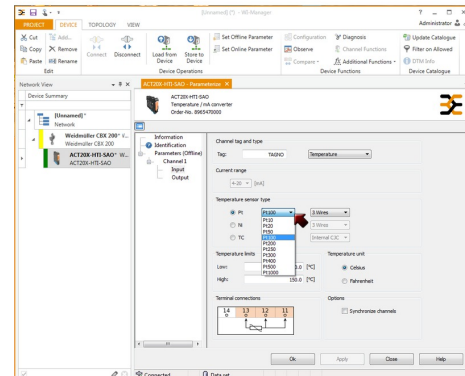 [Unnamed] (*) - WI Manager
PROJECT DEVICE TOPOLOGY VIEW
Administrator
Cut Add...
Copy Remove
Paste Rename
Edit
Connect Disconnect
Load from Device Store to Device
Set Offline Parameter
Set Online Parameter
Device Operations
Configuration Diagnosis
Observe Channel Functions
Compare Additional Functions
Device Functions
Update Catalogue
Filter on Allowed
DTM Info
Device Catalogue
Network View
Device Summary
[Unnamed]*
Network
Weidmüller CBX 200* V...
Weidmüller CBX 200
ACT20X-HTI-SAO* W...
ACT20X-HTI-SAO
ACT20X-HTI-SAO - Parameterization
ACT20X-HTI-SAO
Temperature / mA converter
Order-No. 8965470000
Information
Identification
Parameters (Offline)
Channel 1
Input
Output
Channel tag and type
Tag: TAGNO Temperature
Current range
4-20 [mA]
Temperature sensor type
Pt Pt100 3 Wires
Ni 3 Wires
TC Internal CJC
Pt10
Pt20
Pt50
Pt100
Pt200
Pt250
Pt300
Pt400
Pt500
Pt1000
Temperature limits
Low: [°C]
High: 150.0 [°C]
Temperature unit
Celsius
Fahrenheit
Terminal connections
14 13 12 11
Options
Synchronize channels
Ok Apply Close Help
Connected Data set